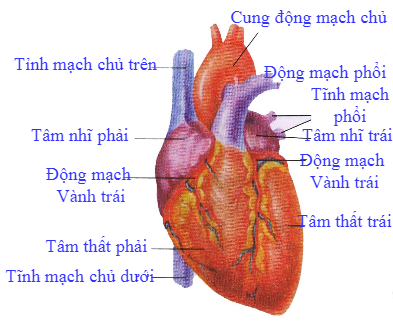 Cung động mạch chủ
Tỉnh mạch chủ trên
Động mạch phổi
Tĩnh mạch
phổi
Tâm nhĩ phải
Tâm nhĩ trái
Động mạch
Vành trái
Động mạch
Vành trái
Tâm thất trái
Tâm thất phải
Tĩnh mạch chủ dưới